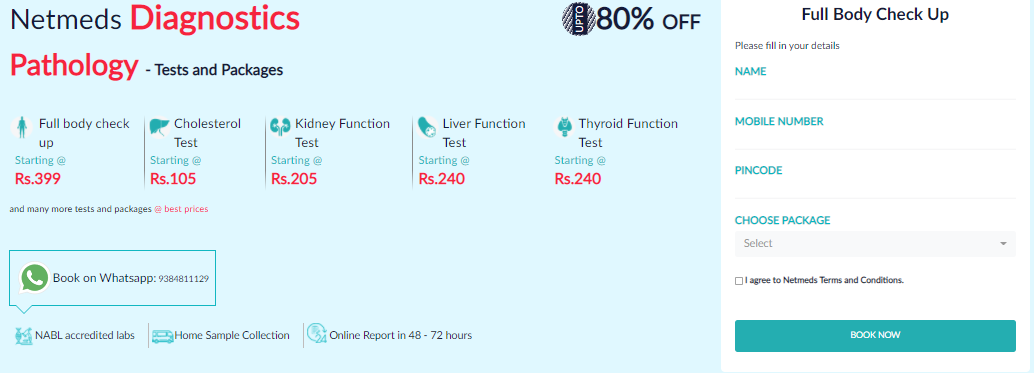 Netmeds Diagnostics
UPTO 80% OFF
Pathology - Tests and Packages
Full body check up
Starting @
Rs.399
Cholesterol Test
Starting @
Rs.105
Kidney Function Test
Starting @
Rs.205
Liver Function Test
Starting @
Rs.240
Thyroid Function Test
Starting @
Rs.240
and many more tests and packages @ best prices
Book on Whatsapp: 9384811129
NABL accredited labs
Home Sample Collection
Online Report in 48 - 72 hours
Full Body Check Up
Please fill in your details
NAME
MOBILE NUMBER
PINCODE
CHOOSE PACKAGE
Select
I agree to Netmeds Terms and Conditions.
BOOK NOW